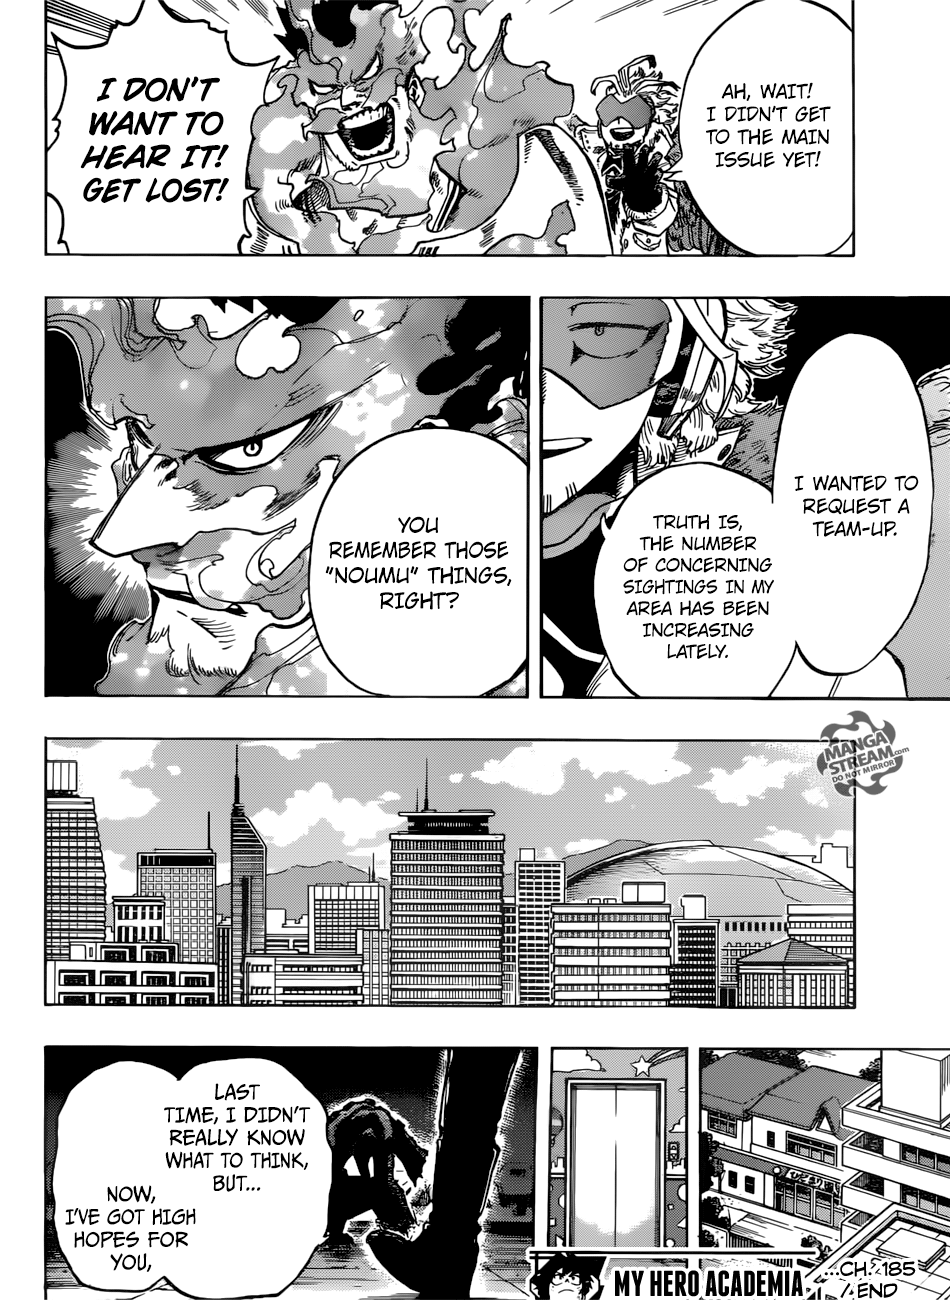 AH, WAIT!
I DIDN'T GET
TO THE MAIN
ISSUE YET!
I DON'T
WANT TO
HEAR IT!
GET LOST!
I WANTED TO
REQUEST A
TEAM-UP.
TRUTH IS,
THE NUMBER
OF CONCERNING
SIGHTINGS IN MY
AREA HAS BEEN
INCREASING
LATELY.
YOU
REMEMBER THOSE
"NOUMU" THINGS,
RIGHT?
MANGA
STREAM.com
DO NOT MIRROR
LAST
TIME, I DIDN'T
REALLY KNOW
WHAT TO THINK,
BUT...
NOW,
I'VE GOT HIGH
HOPES FOR
YOU,
MY HERO ACADEMIA
...CH. 185
/ END